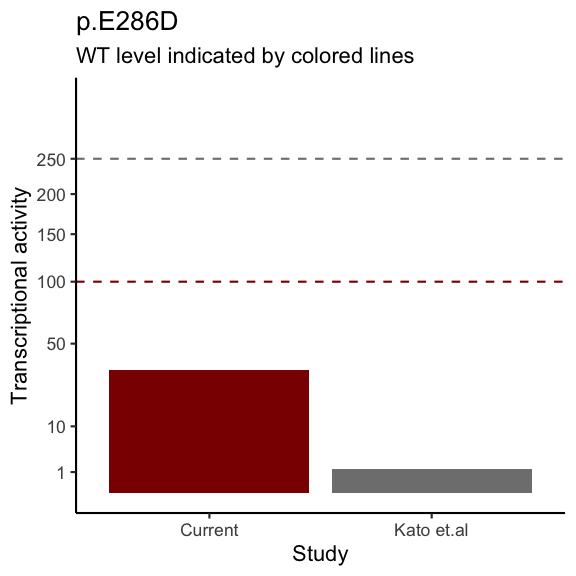 p.E286D
WT level indicated by colored lines
Transcriptional activity
250
200
150
100
50
10
1
Current
Kato et.al
Study